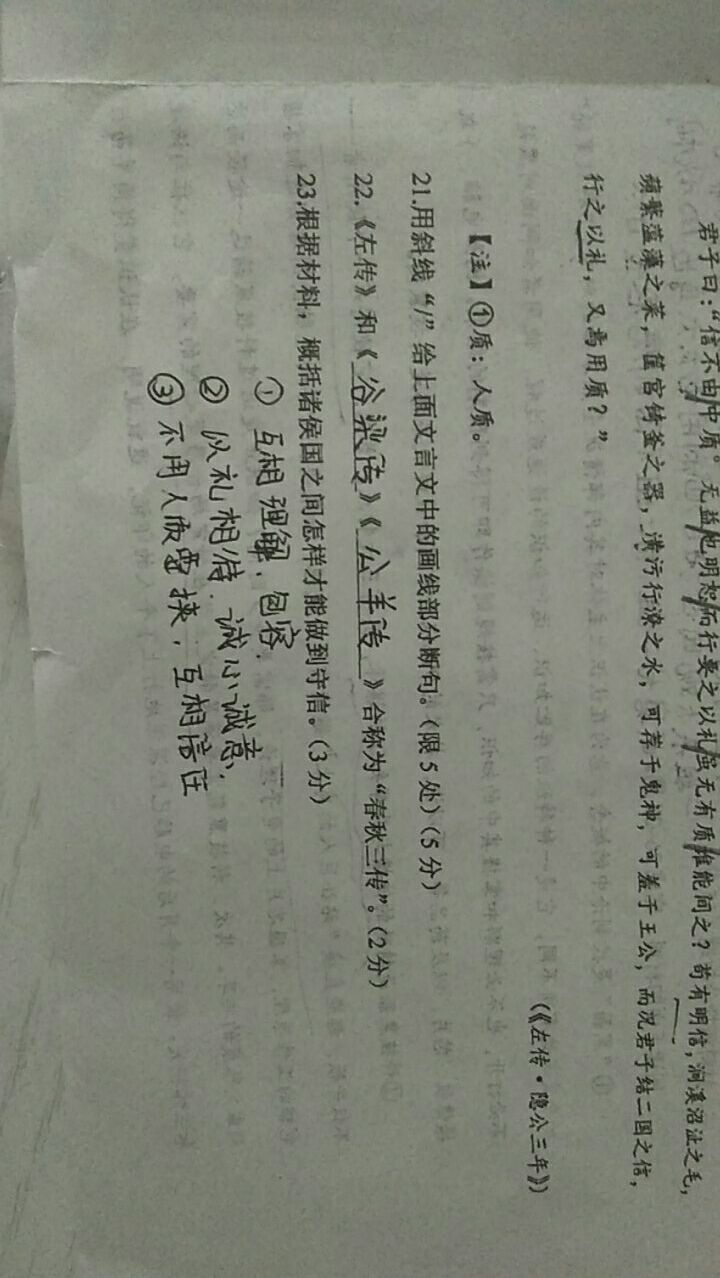 君子曰：“信不由中，质①无益也明恕而行要之以礼虽无有质谁能间之？苟有明信，涧溪沼沚之毛，
蘋蘩蕰藻之菜，筐筥锜釜之器，潢污行潦之水，可荐于鬼神，可羞于王公，而况君子结二国之信，
行之以礼，又焉用质？”
（《左传·隐公三年》）
【注】①质：人质。
21.用斜线“/”给上面文言文中的画线部分断句。（限5处）（5分）
22.《左传》和《谷梁传》《公羊传》合称为“春秋三传”。（2分）
23.根据材料，概括诸侯国之间怎样才能做到守信。（3分）
① 互相理解、包容.
② 以礼相待.诚心诚意.
③ 不用人质要挟，互相信任